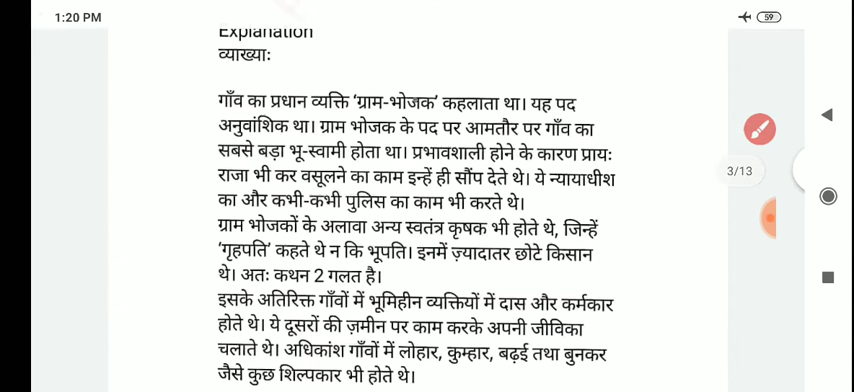 1:20 PM
59
Explanation
व्याख्याः
गाँव का प्रधान व्यक्ति ‘ग्राम-भोजक’ कहलाता था। यह पद
अनुवांशिक था। ग्राम भोजक के पद पर आमतौर पर गाँव का
सबसे बड़ा भू-स्वामी होता था। प्रभावशाली होने के कारण प्रायः
राजा भी कर वसूलने का काम इन्हें ही सौंप देते थे। ये न्यायाधीश
का और कभी-कभी पुलिस का काम भी करते थे।
ग्राम भोजकों के अलावा अन्य स्वतंत्र कृषक भी होते थे, जिन्हें
‘गृहपति’ कहते थे न कि भूपति। इनमें ज़्यादातर छोटे किसान
थे। अतः कथन 2 गलत है।
इसके अतिरिक्त गाँवों में भूमिहीन व्यक्तियों में दास और कर्मकार
होते थे। ये दूसरों की ज़मीन पर काम करके अपनी जीविका
चलाते थे। अधिकांश गाँवों में लोहार, कुम्हार, बढ़ई तथा बुनकर
जैसे कुछ शिल्पकार भी होते थे।
3/13